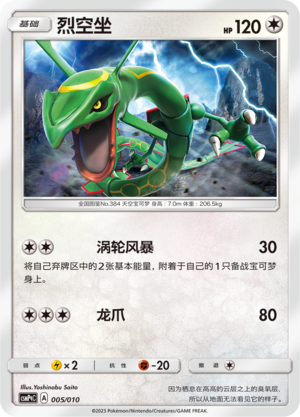 基础 烈空坐 HP 120
全国图鉴No.384 天空宝可梦 身高：7.0m 体重：206.5kg
涡轮风暴 30
将自己弃牌区中的2张基本能量，附着于自己的1只备战宝可梦
身上。
龙爪 80
弱点 ×2 抗性 -20 撤退
Illus.Yoshinobu Saito
A 005/010
因为栖息在高高的云层之上的臭氧层，
所以从地面无法看见它的样子。
©2023 Pokémon/Nintendo/Creatures/GAME FREAK.